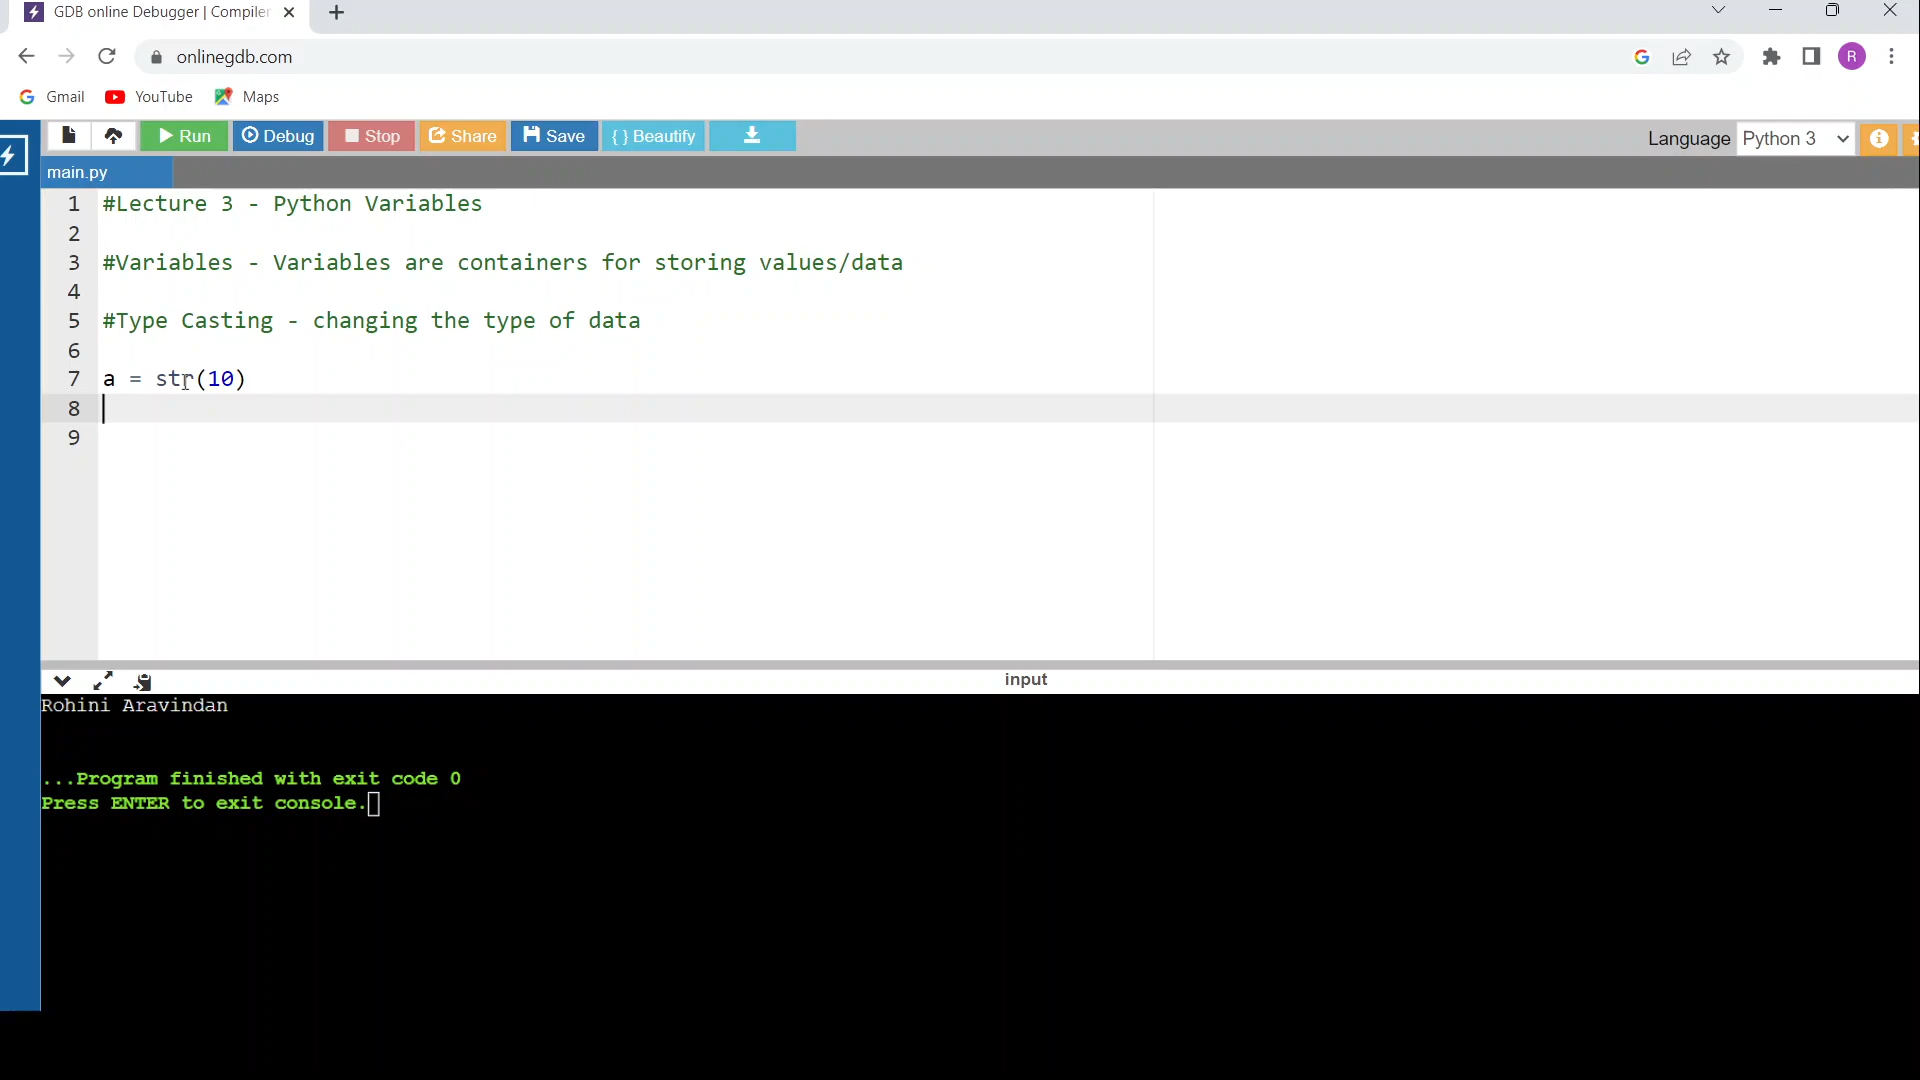 GDB online Debugger | Compiler
onlinegdb.com
R
Gmail YouTube Maps
Run Debug Stop Share Save { } Beautify Language Python 3
main.py
1 #Lecture 3 - Python Variables
2
3 #Variables - Variables are containers for storing values/data
4
5 #Type Casting - changing the type of data
6
7 a = str(10)
8
9
input
Rohini Aravindan
...Program finished with exit code 0
Press ENTER to exit console.